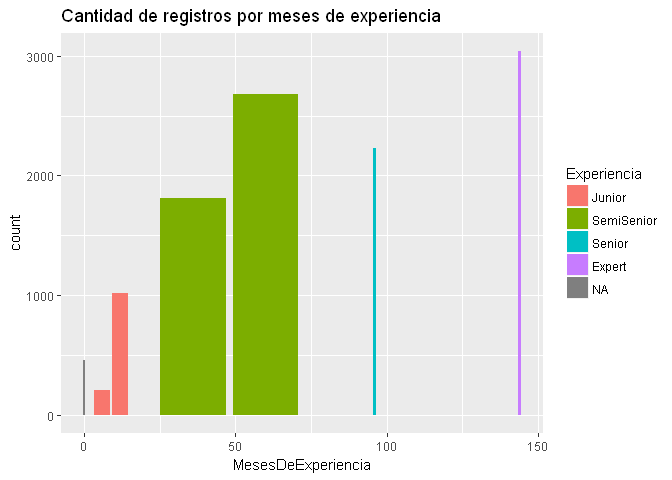 Cantidad de registros por meses de experiencia
3000
2000
1000
0
count
0
50
100
150
MesesDeExperiencia
Experiencia
Junior
SemiSenior
Senior
Expert
NA